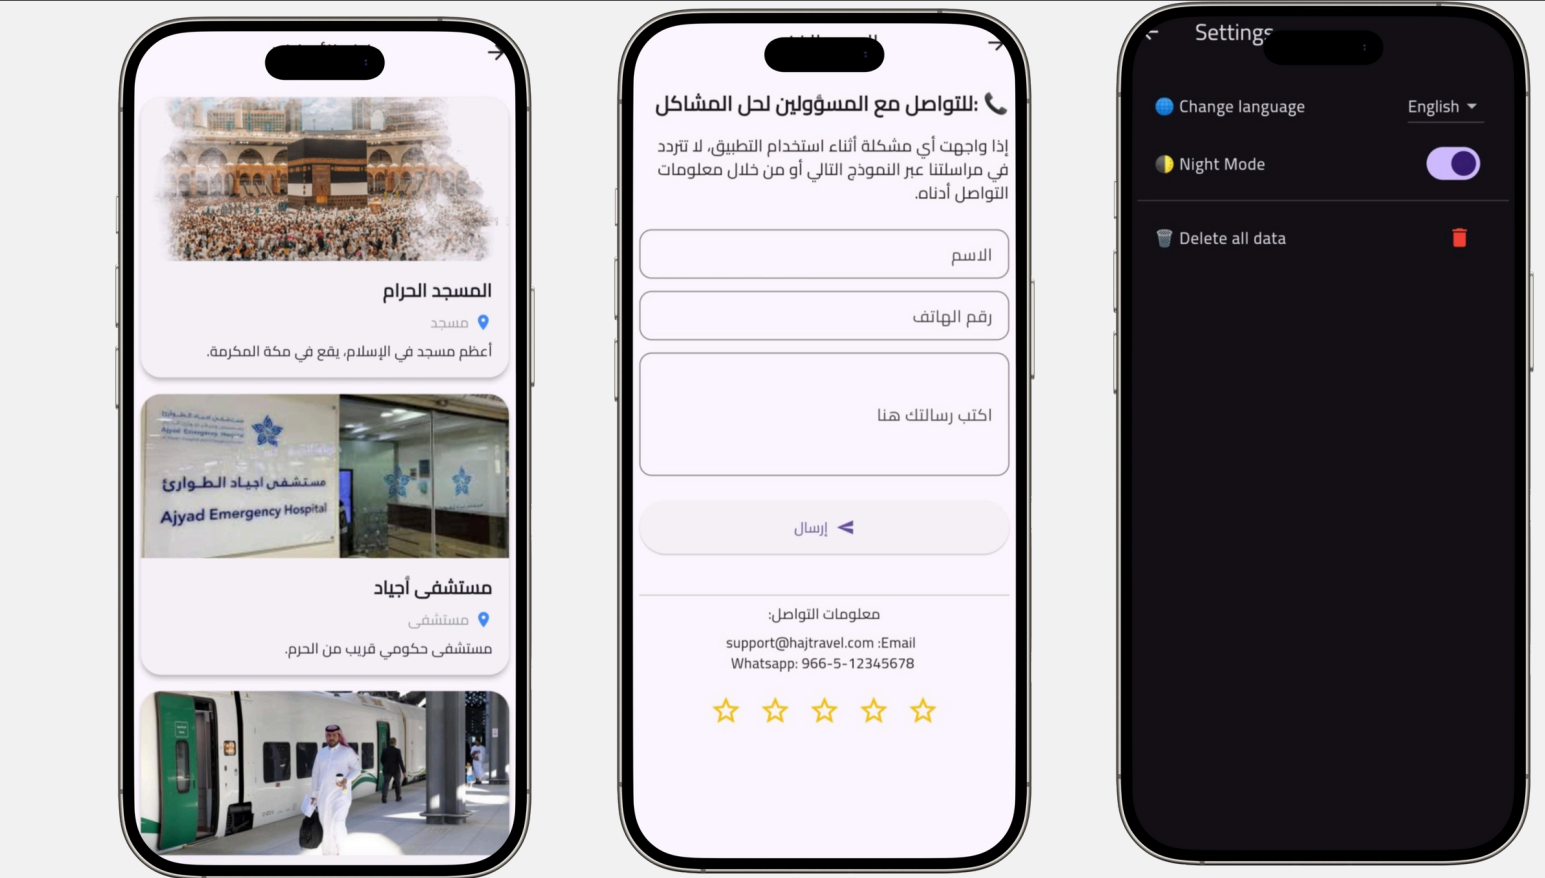 المسجد الحرام
مسجد
أعظم مسجد في الإسلام، يقع في مكة المكرمة.
Ajyad Emergency Hospital
مستشفى اجياد الطوارئ
Ajyad Emergency Hospital
مستشفى أجياد
مستشفى
مستشفى حكومي قريب من الحرم.
للتواصل مع المسؤولين لحل المشاكل:
إذا واجهت أي مشكلة أثناء استخدام التطبيق، لا تتردد
في مراسلتنا عبر النموذج التالي أو من خلال معلومات
التواصل أدناه.
الاسم
رقم الهاتف
اكتب رسالتك هنا
إرسال
معلومات التواصل:
support@hajtravel.com :Email
Whatsapp: 966-5-12345678
Settings
Change language
English
Night Mode
Delete all data